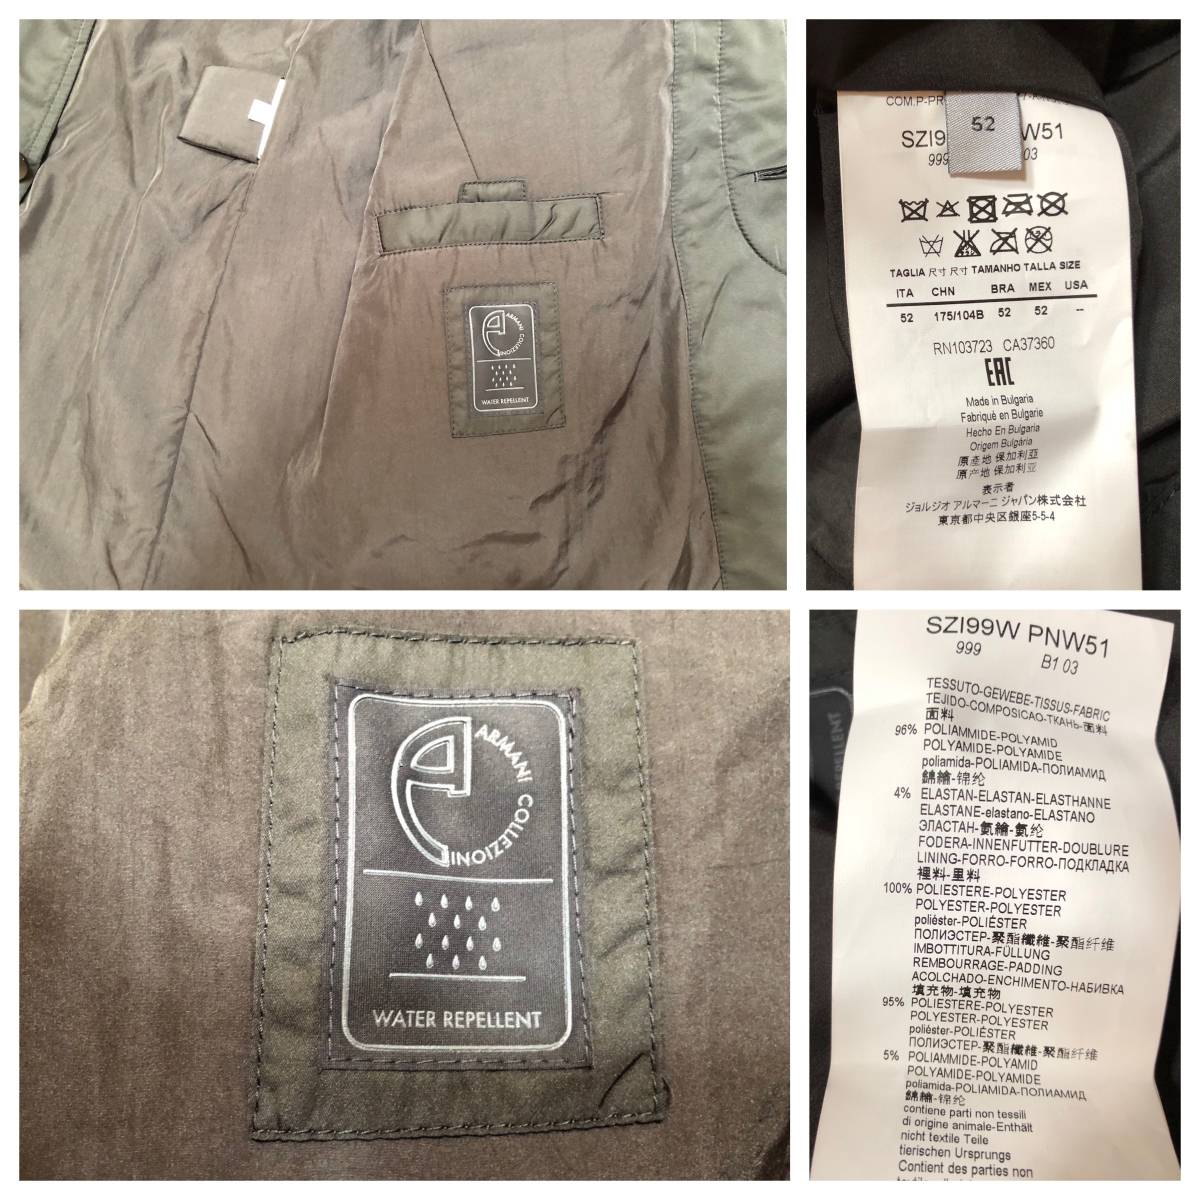 ARMANI COLLEZIONI
WATER REPELLENT
COM.P-PR
52
SZI9
W51
999
03
TAGLIA 尺寸 尺寸 TAMANHO TALLA SIZE
ITA CHN BRA MEX USA
52 175/104B 52 52 --
RN103723 CA37360
EAC
Made in Bulgaria
Fabriqué en Bulgarie
Hecho En Bulgaria
Origem Bulgária
原產地 保加利亞
原产地 保加利亚
表示者
ジョルジオ アルマーニ ジャパン株式会社
東京都中央区銀座5-5-4
ARMANI COLLEZIONI
WATER REPELLENT
SZI99W PNW51
999 B1 03
TESSUTO-GEWEBE-TISSUS-FABRIC
TEJIDO-COMPOSICAO-ТКАНЬ-面料
面料
96% POLIAMMIDE-POLYAMID
POLYAMIDE-POLYAMIDE
poliamida-POLIAMIDA-ПОЛИАМИД
錦綸-锦纶
4% ELASTAN-ELASTAN-ELASTHANNE
ELASTANE-elastano-ELASTANO
ЭЛАСТАН-氨綸-氨纶
FODERA-INNENFUTTER-DOUBLURE
LINING-FORRO-FORRO-ПОДКЛАДКА
裡料-里料
100% POLIESTERE-POLYESTER
POLYESTER-POLYESTER
poliéster-POLIÉSTER
ПОЛИЭСТЕР-聚酯纖維-聚酯纤维
IMBOTTITURA-FÜLLUNG
REMBOURRAGE-PADDING
ACOLCHADO-ENCHIMENTO-НАБИВКА
填充物-填充物
95% POLIESTERE-POLYESTER
POLYESTER-POLYESTER
poliéster-POLIÉSTER
ПОЛИЭСТЕР-聚酯纖維-聚酯纤维
5% POLIAMMIDE-POLYAMID
POLYAMIDE-POLYAMIDE
poliamida-POLIAMIDA-ПОЛИАМИД
錦綸-锦纶
contiene parti non tessili
di origine animale-Enthält
nicht textile Teile
tierischen Ursprungs
Contient des parties non